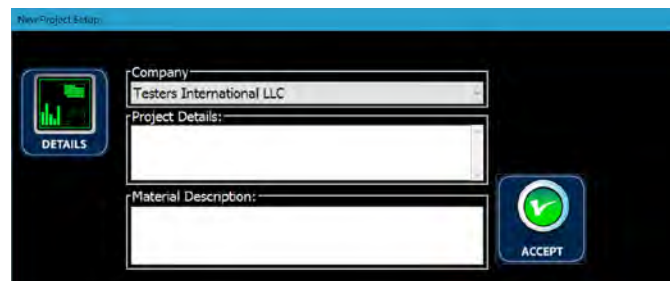 New Project Setup
Company
Testers International LLC
Project Details:
DETAILS
Material Description:
ACCEPT